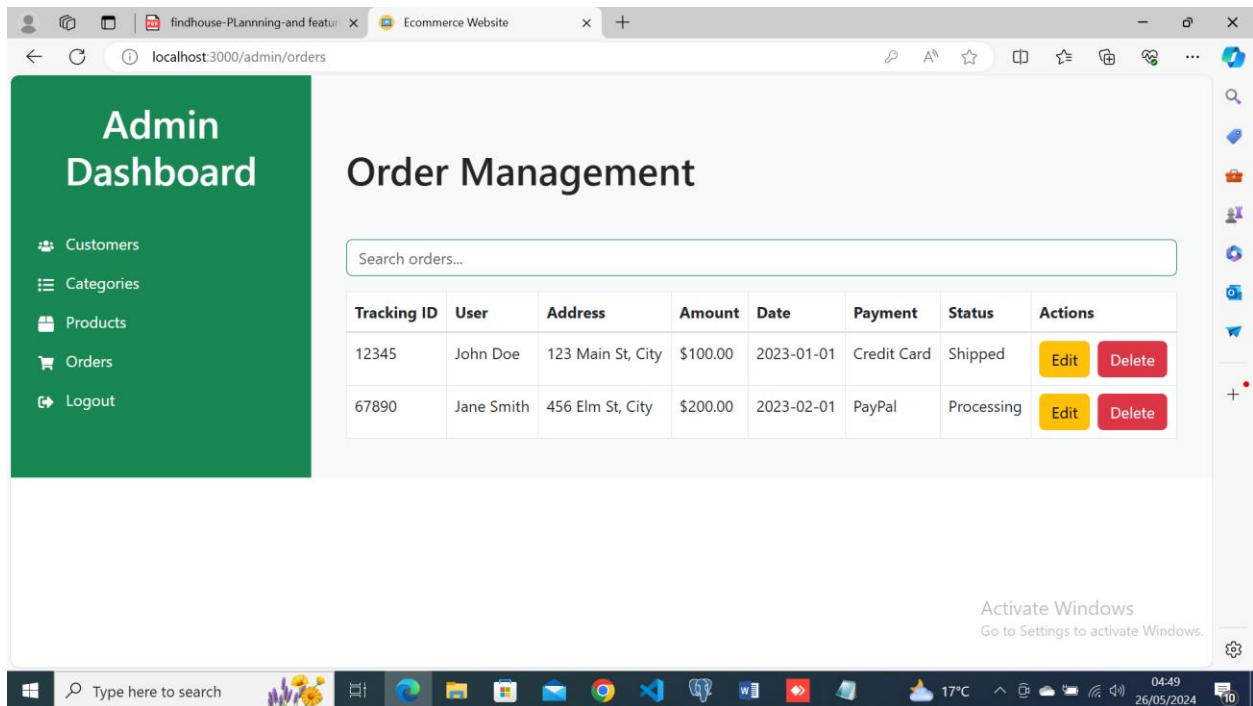 findhouse-PLannning-and featur
Ecommerce Website
localhost:3000/admin/orders
Admin
Dashboard
Customers
Categories
Products
Orders
Logout
Order Management
Search orders...
Tracking ID User Address Amount Date Payment Status Actions
12345 John Doe 123 Main St, City $100.00 2023-01-01 Credit Card Shipped Edit Delete
67890 Jane Smith 456 Elm St, City $200.00 2023-02-01 PayPal Processing Edit Delete
Activate Windows
Go to Settings to activate Windows.
Type here to search
17°C
04:49
26/05/2024
10